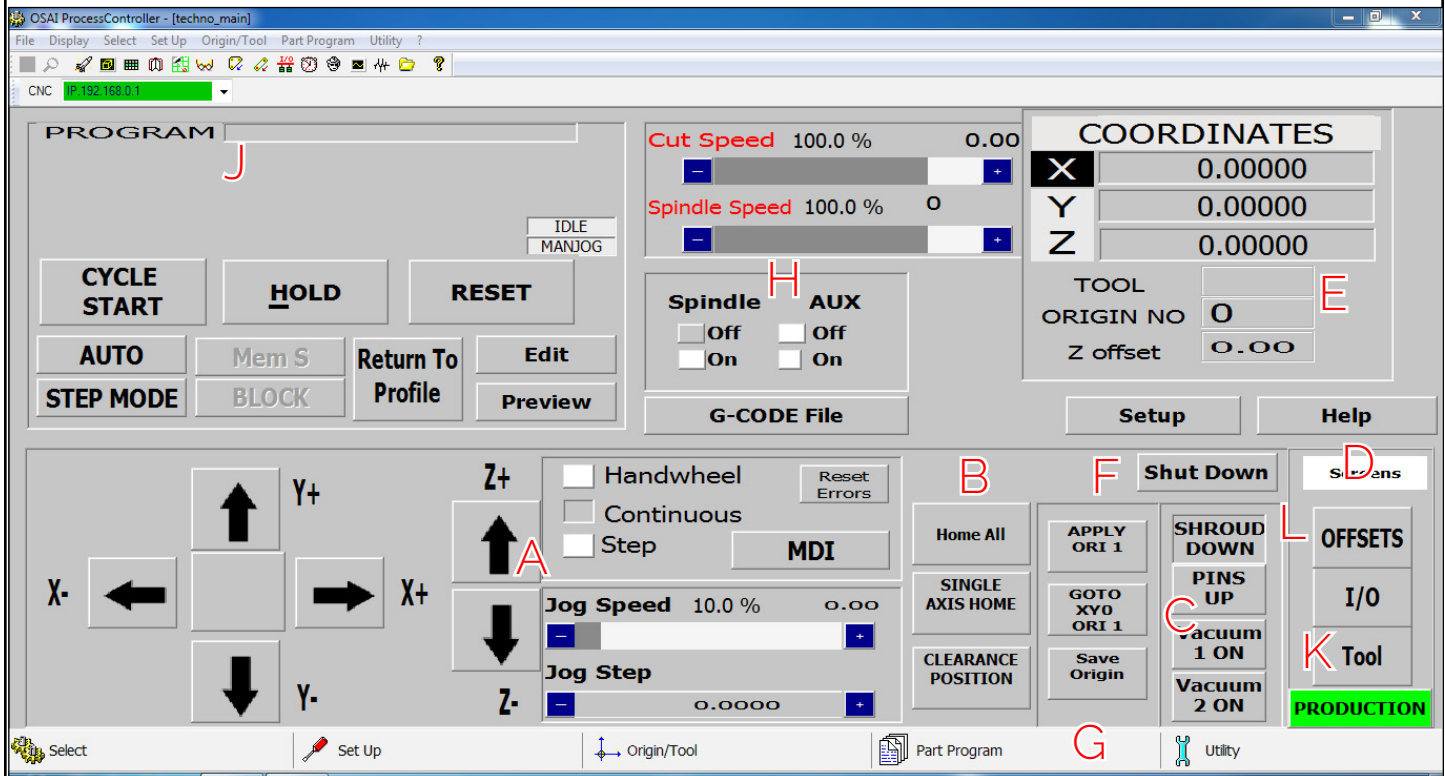 OSAI ProcessController - [techno_main]
File Display Select Set Up Origin/Tool Part Program Utility ?
CNC IP.192.168.0.1
PROGRAM
J
IDLE
MANJOG
CYCLE
START
HOLD
RESET
AUTO
Mem S
Return To
Profile
Edit
STEP MODE
BLOCK
Preview
Cut Speed 100.0 % 0.00
- +
Spindle Speed 100.0 % 0
- +
H
Spindle AUX
Off Off
On On
G-CODE File
COORDINATES
X 0.00000
Y 0.00000
Z 0.00000
TOOL
E
ORIGIN NO 0
Z offset 0.00
Setup
Help
Y+
X-
X+
Y-
Z+
A
Z-
Handwheel
Continuous
Step
Reset
Errors
MDI
Jog Speed 10.0 % 0.00
- +
Jog Step
- 0.0000 +
B
Home All
SINGLE
AXIS HOME
CLEARANCE
POSITION
F
APPLY
ORI 1
GOTO
XY0
ORI 1
Save
Origin
G
Shut Down
L
SHROUD
DOWN
PINS
UP
C
Vacuum
1 ON
Vacuum
2 ON
D
Screens
OFFSETS
I/O
K
Tool
PRODUCTION
Select
Set Up
Origin/Tool
Part Program
Utility